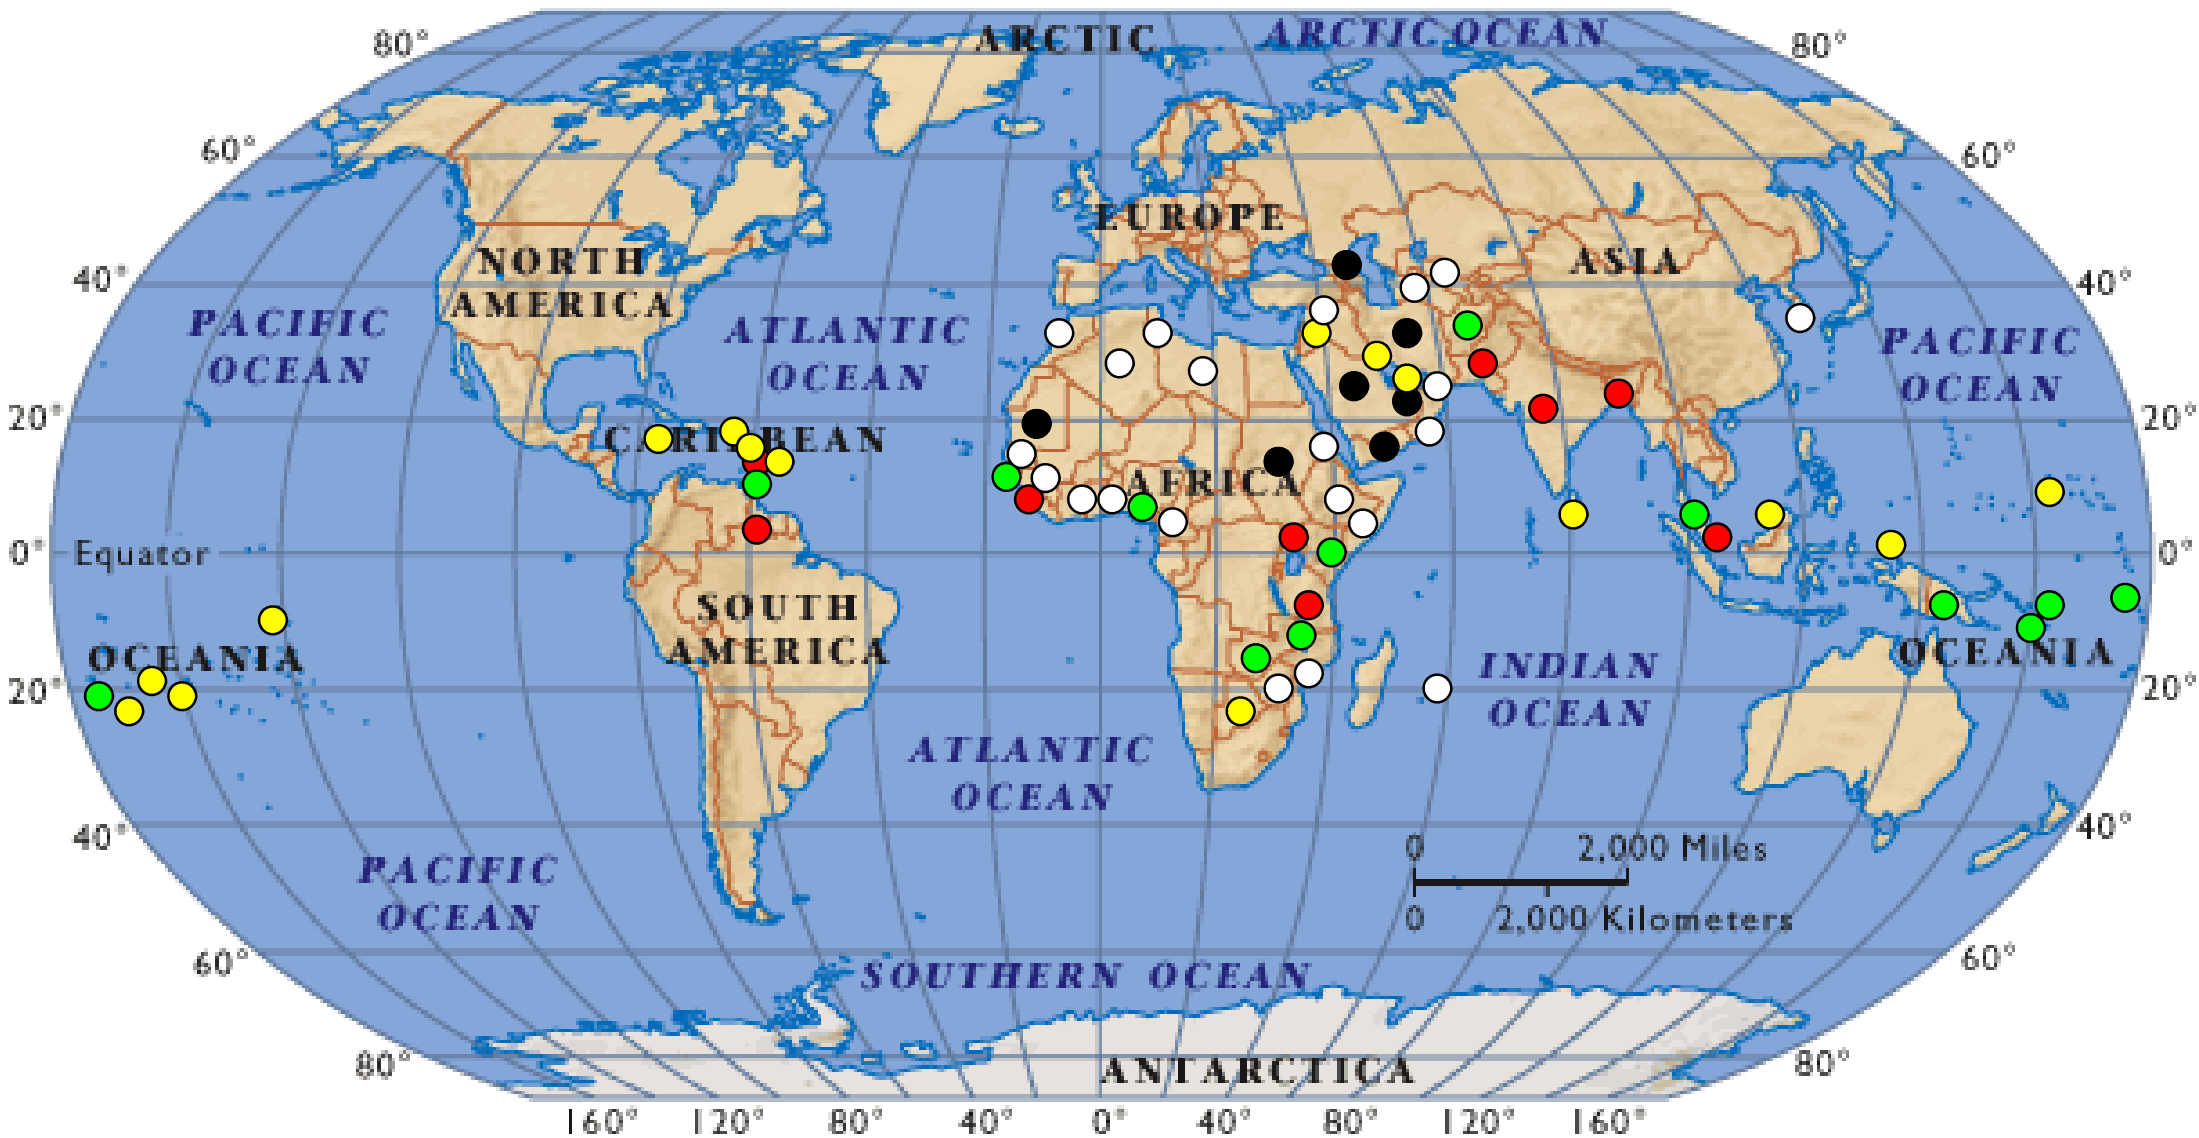 ARCTIC
ARCTIC OCEAN
80°
80°
60°
60°
EUROPE
NORTH
AMERICA
ASIA
40°
40°
PACIFIC
OCEAN
ATLANTIC
OCEAN
PACIFIC
OCEAN
20°
20°
CARI BEAN
AFRICA
0°
Equator
0°
SOUTH
AMERICA
OCEANIA
OCEANIA
INDIAN
OCEAN
20°
20°
ATLANTIC
OCEAN
40°
40°
0 2,000 Miles
0 2,000 Kilometers
PACIFIC
OCEAN
60°
60°
SOUTHERN OCEAN
80°
80°
ANTARCTICA
160° 120° 80° 40° 0° 40° 80° 120° 160°